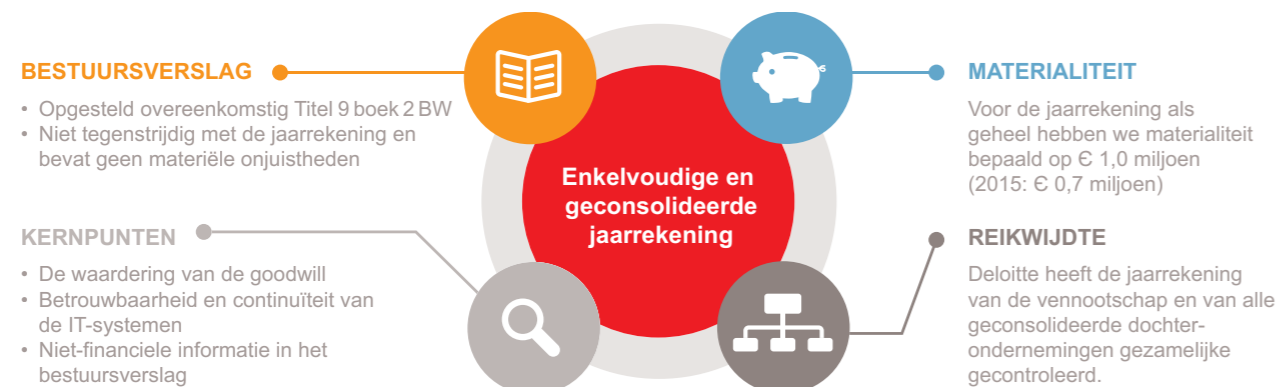 BESTUURSVERSLAG
• Opgesteld overeenkomstig Titel 9 boek 2 BW
• Niet tegenstrijdig met de jaarrekening en
bevat geen materiële onjuistheden
KERNPUNTEN
• De waardering van de goodwill
• Betrouwbaarheid en continuïteit van
de IT-systemen
• Niet-financiele informatie in het
bestuursverslag
Enkelvoudige en
geconsolideerde
jaarrekening
MATERIALITEIT
Voor de jaarrekening als
geheel hebben we materialiteit
bepaald op Є 1,0 miljoen
(2015: Є 0,7 miljoen)
REIKWIJDTE
Deloitte heeft de jaarrekening
van de vennootschap en van alle
geconsolideerde dochter-
ondernemingen gezamelijke
gecontroleerd.